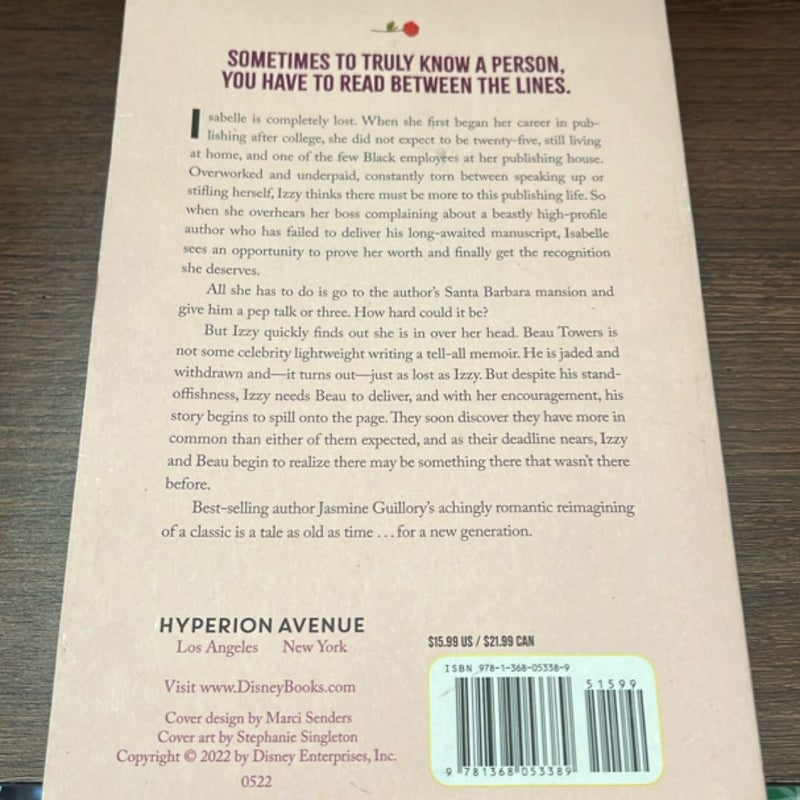 SOMETIMES TO TRULY KNOW A PERSON,
YOU HAVE TO READ BETWEEN THE LINES.
Isabelle is completely lost. When she first began her career in pub-
lishing after college, she did not expect to be twenty-five, still living
at home, and one of the few Black employees at her publishing house.
Overworked and underpaid, constantly torn between speaking up or
stifling herself, Izzy thinks there must be more to this publishing life. So
when she overhears her boss complaining about a beastly high-profile
author who has failed to deliver his long-awaited manuscript, Isabelle
sees an opportunity to prove her worth and finally get the recognition
she deserves.
All she has to do is go to the author's Santa Barbara mansion and
give him a pep talk or three. How hard could it be?
But Izzy quickly finds out she is in over her head. Beau Towers is
not some celebrity lightweight writing a tell-all memoir. He is jaded and
withdrawn and—it turns out—just as lost as Izzy. But despite his stand-
offishness, Izzy needs Beau to deliver, and with her encouragement, his
story begins to spill onto the page. They soon discover they have more in
common than either of them expected, and as their deadline nears, Izzy
and Beau begin to realize there may be something there that wasn't there
before.
Best-selling author Jasmine Guillory's achingly romantic reimagining
of a classic is a tale as old as time . . . for a new generation.
HYPERION AVENUE
Los Angeles New York
Visit www.DisneyBooks.com
Cover design by Marci Senders
Cover art by Stephanie Singleton
Copyright © 2022 by Disney Enterprises, Inc.
0522
$15.99 US / $21.99 CAN
ISBN 978-1-368-05338-9
51599
9 781368 053389